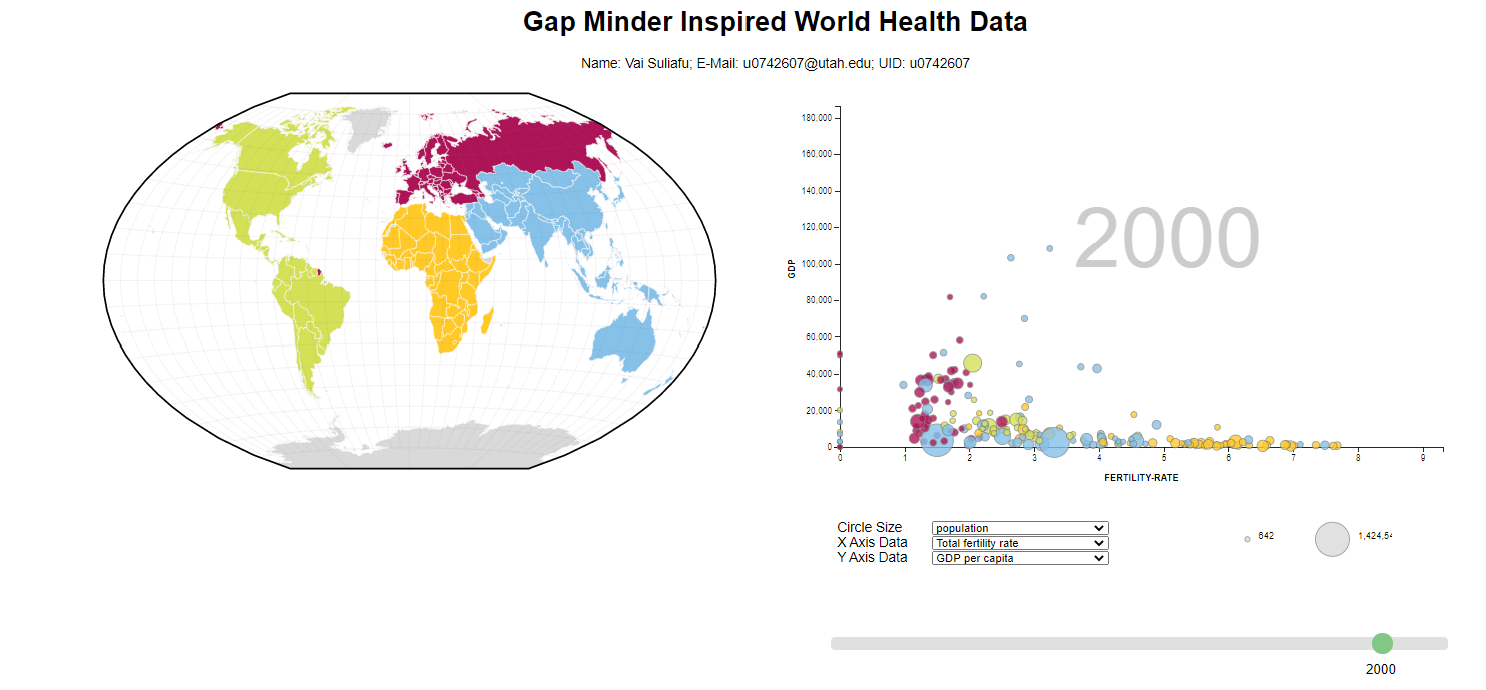 Gap Minder Inspired World Health Data
Name: Vai Suliafu; E-Mail: u0742607@utah.edu; UID: u0742607
180,000
160,000
140,000
120,000
100,000
80,000
60,000
40,000
20,000
0
GDP
2000
0 1 2 3 4 5 6 7 8 9
FERTILITY-RATE
Circle Size population
X Axis Data Total fertility rate
Y Axis Data GDP per capita
642 1,424,54
2000